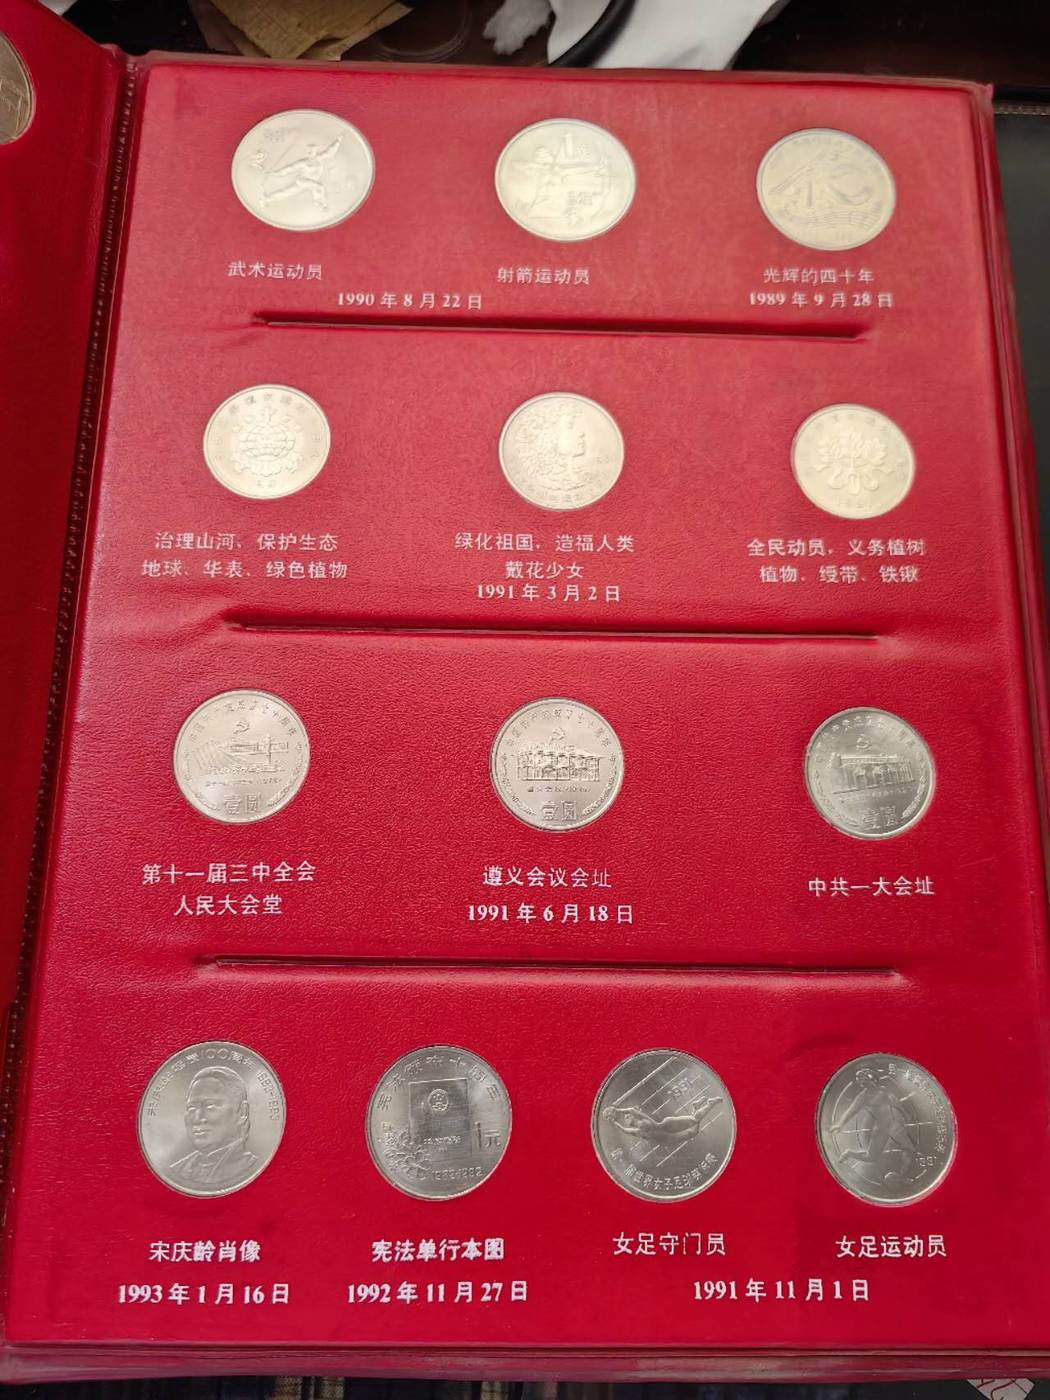 武术运动员
射箭运动员
1990年8月22日
光辉的四十年
1989年9月28日
治理山河、保护生态
地球、华表、绿色植物
绿化祖国，造福人类
戴花少女
1991年3月2日
全民动员，义务植树
植物、绶带、铁锹
壹圆
第十一届三中全会
人民大会堂
壹圆
遵义会议会址
1991年6月18日
壹圆
中共一大会址
1993年1月16日
宋庆龄肖像
宪法单行本图
1992年11月27日
1元
1991
女足守门员
女足运动员
1991年11月1日